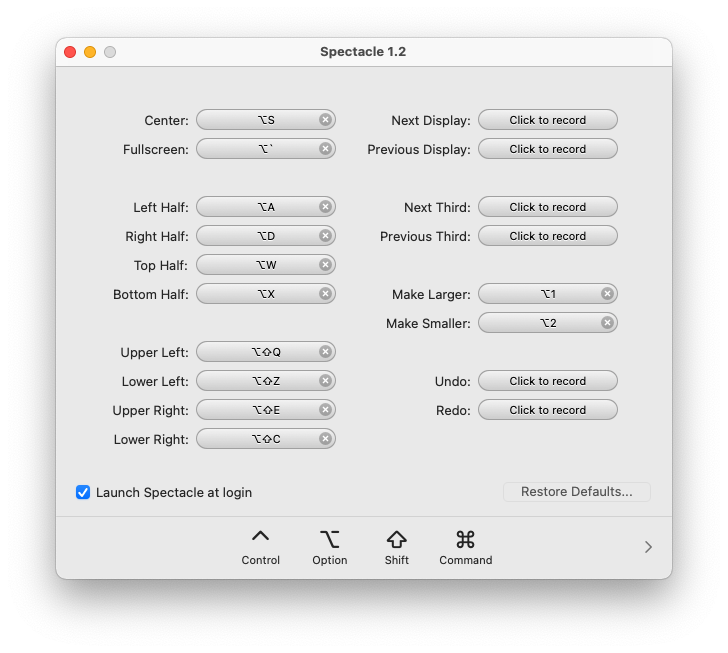 Spectacle 1.2
Center: ⌥S
Fullscreen: ⌥`
Left Half: ⌥A
Right Half: ⌥D
Top Half: ⌥W
Bottom Half: ⌥X
Upper Left: ⌥⇧Q
Lower Left: ⌥⇧Z
Upper Right: ⌥⇧E
Lower Right: ⌥⇧C
Next Display: Click to record
Previous Display: Click to record
Next Third: Click to record
Previous Third: Click to record
Make Larger: ⌥1
Make Smaller: ⌥2
Undo: Click to record
Redo: Click to record
Launch Spectacle at login
Restore Defaults...
Control Option Shift Command